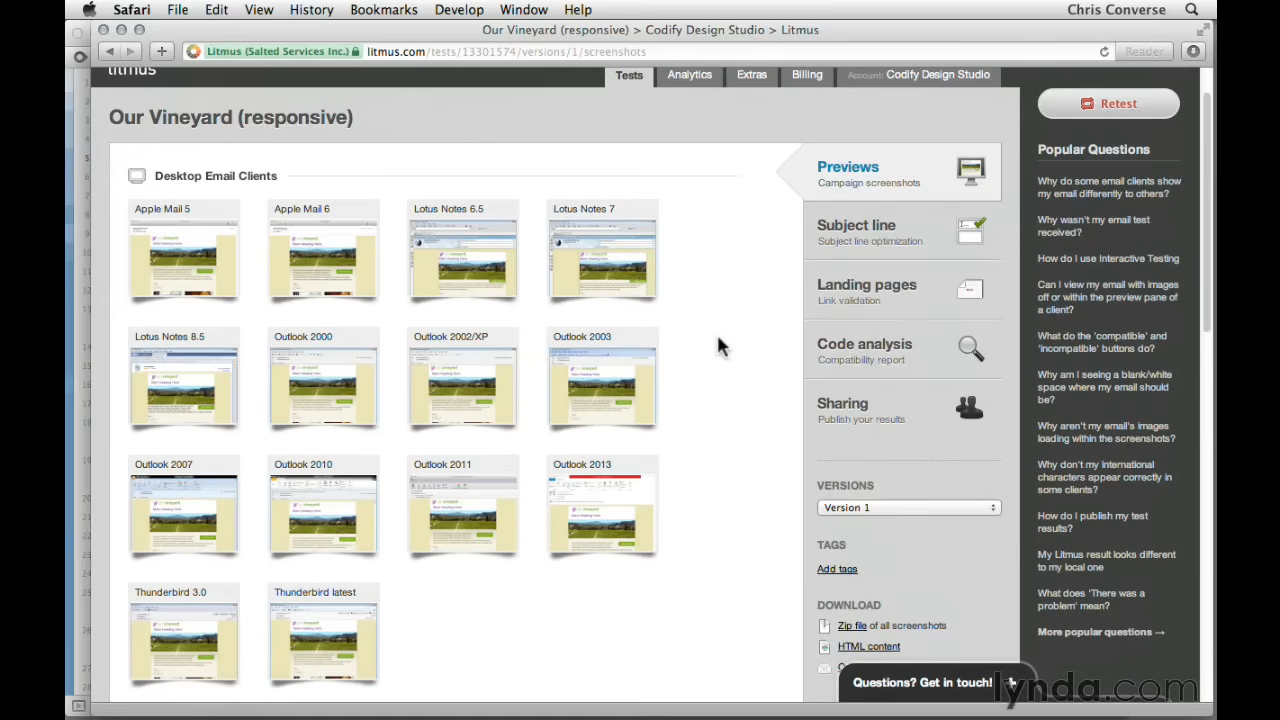 Safari File Edit View History Bookmarks Develop Window Help Chris Converse
Our Vineyard (responsive) > Codify Design Studio > Litmus
Litmus (Salted Services Inc.) litmus.com/tests/13301574/versions/1/screenshots Reader
litmus Tests Analytics Extras Billing Account: Codify Design Studio
Our Vineyard (responsive)
Desktop Email Clients
Apple Mail 5 Apple Mail 6 Lotus Notes 6.5 Lotus Notes 7
Lotus Notes 8.5 Outlook 2000 Outlook 2002/XP Outlook 2003
Outlook 2007 Outlook 2010 Outlook 2011 Outlook 2013
Thunderbird 3.0 Thunderbird latest
Previews
Campaign screenshots
Subject line
Subject line optimization
Landing pages
Link validation
Code analysis
Compatibility report
Sharing
Publish your results
VERSIONS
Version 1
TAGS
Add tags
DOWNLOAD
Zip file of all screenshots
HTML content
Questions? Get in touch!
Retest
Popular Questions
Why do some email clients show
my email differently to others?
Why wasn't my email test
received?
How do I use Interactive Testing
Can I view my email with images
off or within the preview pane of
a client?
What do the 'compatible' and
'incompatible' buttons do?
Why am I seeing a blank/white
space where my email should
be?
Why aren't my email's images
loading within the screenshots?
Why don't my international
characters appear correctly in
some clients?
How do I publish my test
results?
My Litmus result looks different
to my local one
What does 'There was a
problem' mean?
More popular questions →
lynda.com